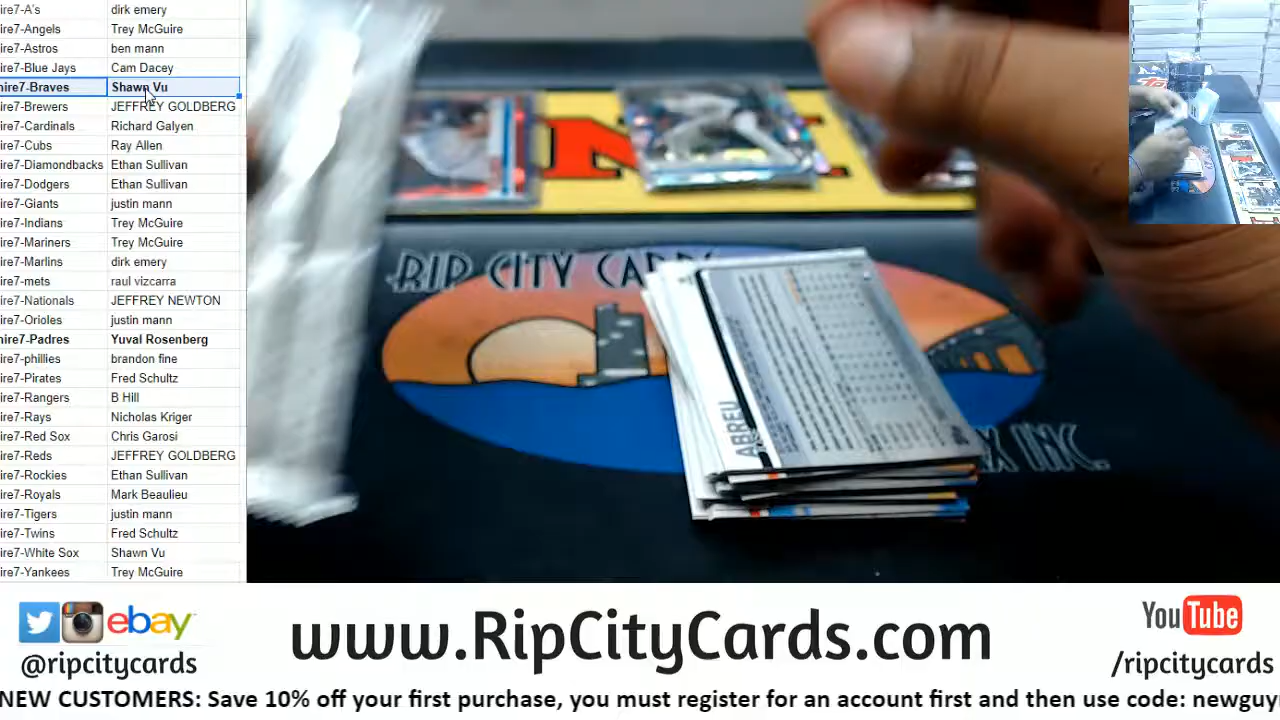 ire7-A's dirk emery
ire7-Angels Trey McGuire
ire7-Astros ben mann
ire7-Blue Jays Cam Dacey
ire7-Braves Shawn Vu
ire7-Brewers JEFFREY GOLDBERG
ire7-Cardinals Richard Galyen
ire7-Cubs Ray Allen
ire7-Diamondbacks Ethan Sullivan
ire7-Dodgers Ethan Sullivan
ire7-Giants justin mann
ire7-Indians Trey McGuire
ire7-Mariners Trey McGuire
ire7-Marlins dirk emery
ire7-mets raul vizcarra
ire7-Nationals JEFFREY NEWTON
ire7-Orioles justin mann
hire7-Padres Yuval Rosenberg
ire7-phillies brandon fine
ire7-Pirates Fred Schultz
ire7-Rangers B Hill
ire7-Rays Nicholas Kriger
ire7-Red Sox Chris Garosi
ire7-Reds JEFFREY GOLDBERG
ire7-Rockies Ethan Sullivan
ire7-Royals Mark Beaulieu
ire7-Tigers justin mann
ire7-Twins Fred Schultz
ire7-White Sox Shawn Vu
ire7-Yankees Trey McGuire
RIP CITY CARDS
INC.
ABREU
ebay
@ripcitycards
www.RipCityCards.com
YouTube
/ripcitycards
NEW CUSTOMERS: Save 10% off your first purchase, you must register for an account first and then use code: newguy